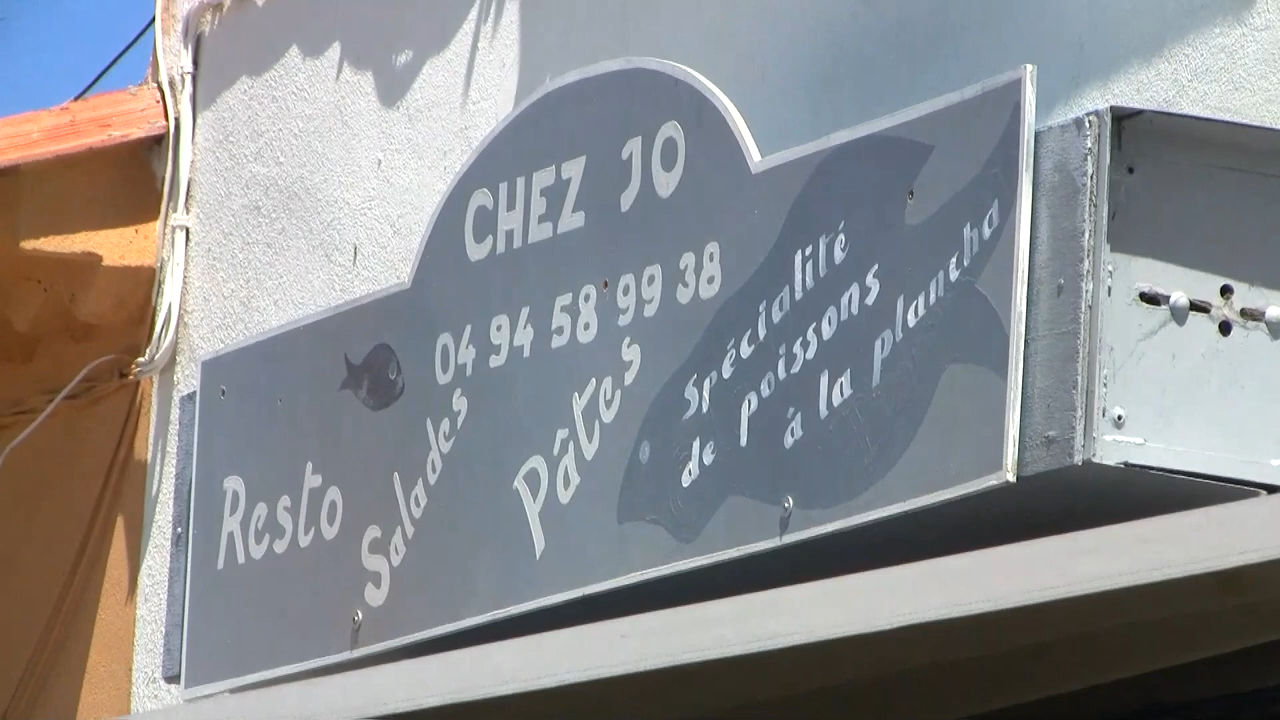 CHEZ JO
04 94 58 99 38
Resto
Salades
Pâtes
Spécialité
de poissons
à la plancha